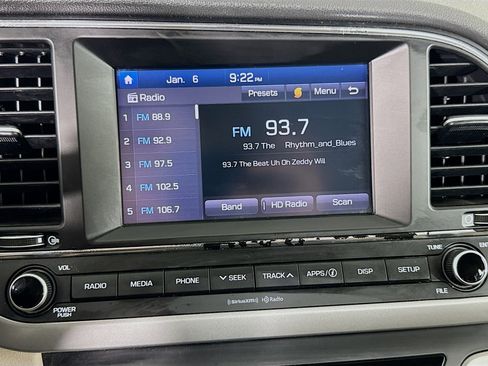 Jan. 6 9:22 PM
Radio Presets Menu
1 FM 88.9
2 FM 92.9
3 FM 97.5
4 FM 102.5
5 FM 106.7
FM 93.7
93.7 The Rhythm_and_Blues
93.7 The Beat Uh Oh Zeddy Will
Band HD Radio Scan
VOL
POWER
PUSH
RADIO MEDIA PHONE SEEK TRACK APPS/ DISP SETUP
TUNE
FILE
((SiriusXM)) HD Radio